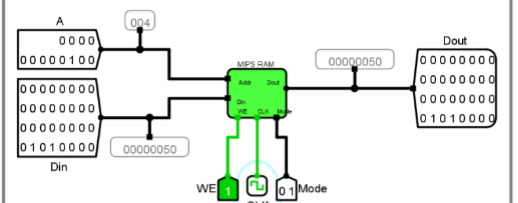 A
0000
00000100
004
00000000
00000000
00000000
01010000
Din
00000050
MIPS RAM
Addr Dout
Din
WE CLK Mode
00000050
Dout
00000000
00000000
00000000
01010000
WE 1
01 Mode
CLK